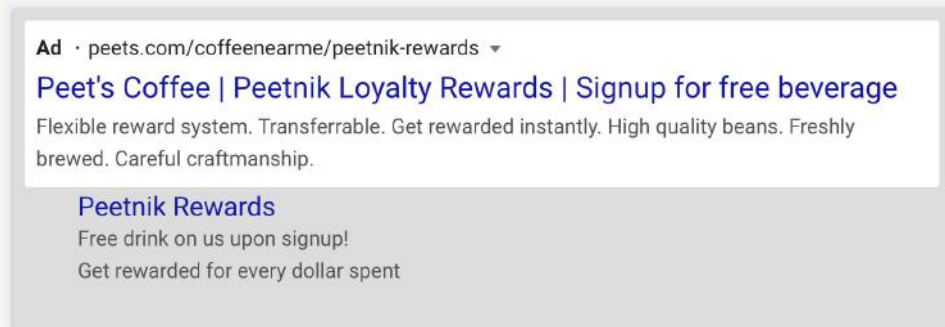 Ad · peets.com/coffeenearme/peetnik-rewards
Peet's Coffee | Peetnik Loyalty Rewards | Signup for free beverage
Flexible reward system. Transferrable. Get rewarded instantly. High quality beans. Freshly
brewed. Careful craftmanship.
Peetnik Rewards
Free drink on us upon signup!
Get rewarded for every dollar spent